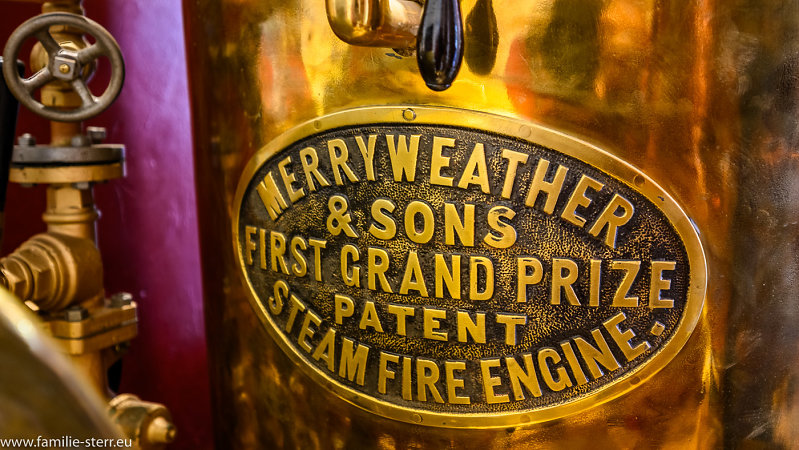 MERRYWEATHER
& SONS
FIRST GRAND PRIZE
PATENT
STEAM FIRE ENGINE.
www.familie-sterr.eu